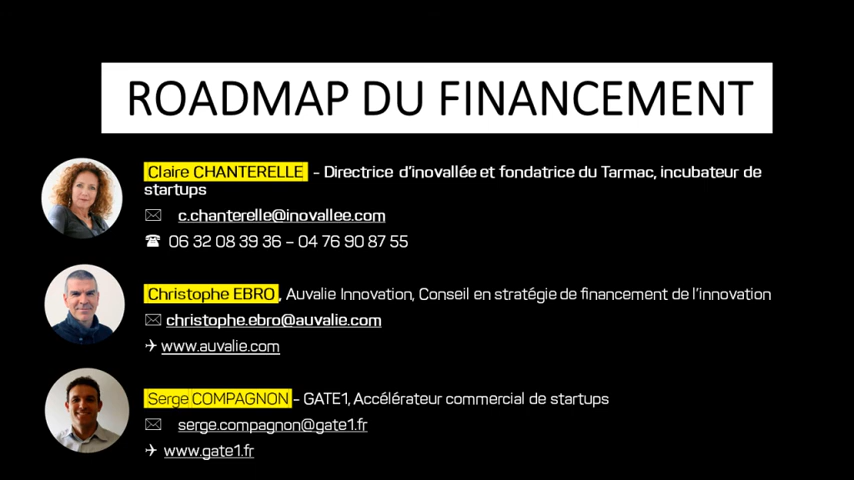 ROADMAP DU FINANCEMENT
Claire CHANTERELLE - Directrice d'inovallée et fondatrice du Tarmac, incubateur de
startups
c.chanterelle@inovallee.com
06 32 08 39 36 – 04 76 90 87 55
Christophe EBRO, Auvalie Innovation, Conseil en stratégie de financement de l'innovation
christophe.ebro@auvalie.com
www.auvalie.com
Serge COMPAGNON - GATE1, Accélérateur commercial de startups
serge.compagnon@gate1.fr
www.gate1.fr